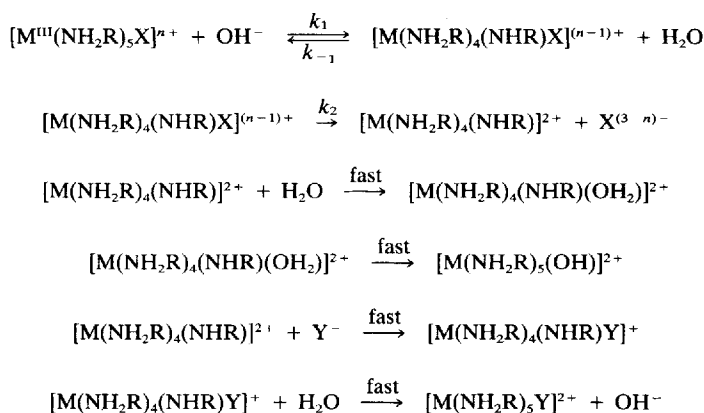 [Mᴵᴵᴵ(NH₂R)₅X]ⁿ⁺ + OH⁻ ⇌ [M(NH₂R)₄(NHR)X]⁽ⁿ⁻¹⁾⁺ + H₂O
k₁
k₋₁
[M(NH₂R)₄(NHR)X]⁽ⁿ⁻¹⁾⁺ →k₂ [M(NH₂R)₄(NHR)]²⁺ + X⁽³ ⁿ⁾⁻
[M(NH₂R)₄(NHR)]²⁺ + H₂O →fast [M(NH₂R)₄(NHR)(OH₂)]²⁺
[M(NH₂R)₄(NHR)(OH₂)]²⁺ →fast [M(NH₂R)₅(OH)]²⁺
[M(NH₂R)₄(NHR)]²⁺ + Y⁻ →fast [M(NH₂R)₄(NHR)Y]⁺
[M(NH₂R)₄(NHR)Y]⁺ + H₂O →fast [M(NH₂R)₅Y]²⁺ + OH⁻